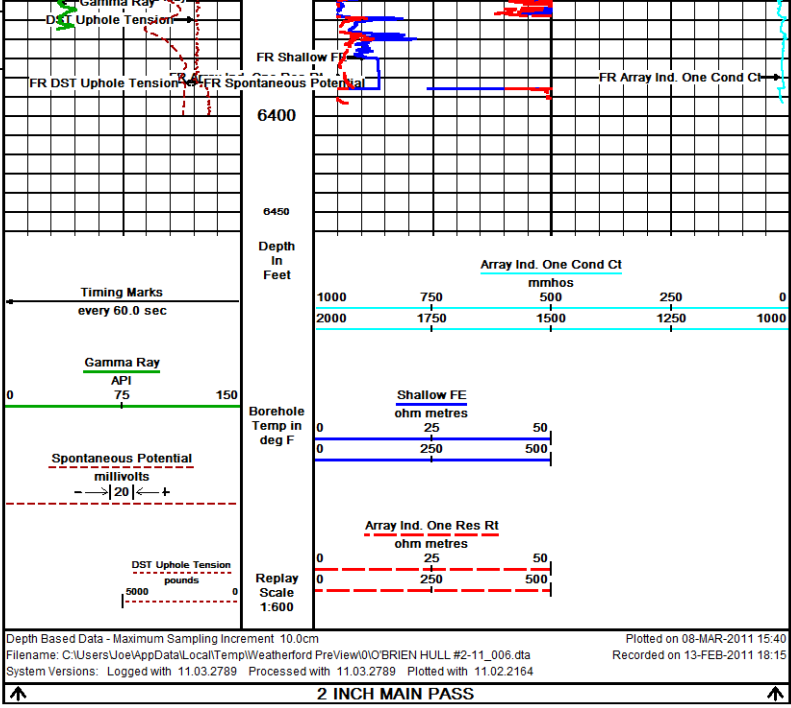 Gamma Ray
DST Uphole Tension
FR Shallow FE
FR DST Uphole Tension
FR Array Ind. One Res Rt
FR Spontaneous Potential
FR Array Ind. One Cond Ct
6400
6450
Depth
In
Feet
Timing Marks
every 60.0 sec
Array Ind. One Cond Ct
mmhos
1000 750 500 250 0
2000 1750 1500 1250 1000
Gamma Ray
API
0 75 150
Borehole
Temp in
deg F
Shallow FE
ohm metres
0 25 50
0 250 500
Spontaneous Potential
millivolts
- 20 +
Array Ind. One Res Rt
ohm metres
0 25 50
0 250 500
DST Uphole Tension
pounds
5000 0
Replay
Scale
1:600
Depth Based Data - Maximum Sampling Increment 10.0cm
Plotted on 08-MAR-2011 15:40
Filename: C:\Users\Joe\AppData\Local\Temp\Weatherford PreView\0\O'BRIEN HULL #2-11_006.dta
Recorded on 13-FEB-2011 18:15
System Versions: Logged with 11.03.2789 Processed with 11.03.2789 Plotted with 11.02.2164
2 INCH MAIN PASS